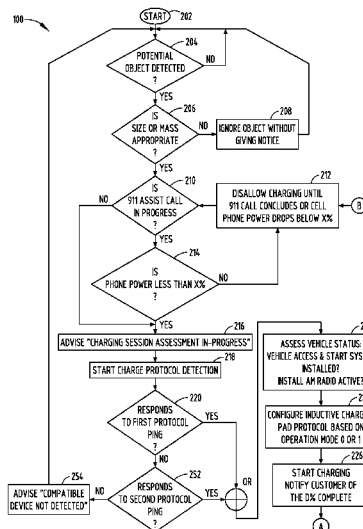 100
START
202
204
POTENTIAL
OBJECT DETECTED
?
NO
YES
206
IS
SIZE OR MASS
APPROPRIATE
?
NO
208
IGNORE OBJECT WITHOUT
GIVING NOTICE
YES
210
IS
911 ASSIST CALL
IN PROGRESS
?
NO
YES
212
DISALLOW CHARGING UNTIL
911 CALL CONCLUDES OR CELL
PHONE POWER DROPS BELOW X%
B
214
IS
PHONE POWER LESS THAN X%
?
NO
YES
216
ADVISE "CHARGING SESSION ASSESSMENT IN-PROGRESS"
218
START CHARGE PROTOCOL DETECTION
220
RESPONDS
TO FIRST PROTOCOL
PING
?
YES
NO
252
RESPONDS
TO SECOND PROTOCOL
PING
?
YES
OR
NO
254
ADVISE "COMPATIBLE
DEVICE NOT DETECTED"
ASSESS VEHICLE STATUS:
VEHICLE ACCESS & START SYS
INSTALLED?
INSTALL AM RADIO ACTIVE?
CONFIGURE INDUCTIVE CHARG
PAD PROTOCOL BASED ON
OPERATION MODE 0 OR 1
226
START CHARGING
NOTIFY CUSTOMER OF
THE D% COMPLETE
A